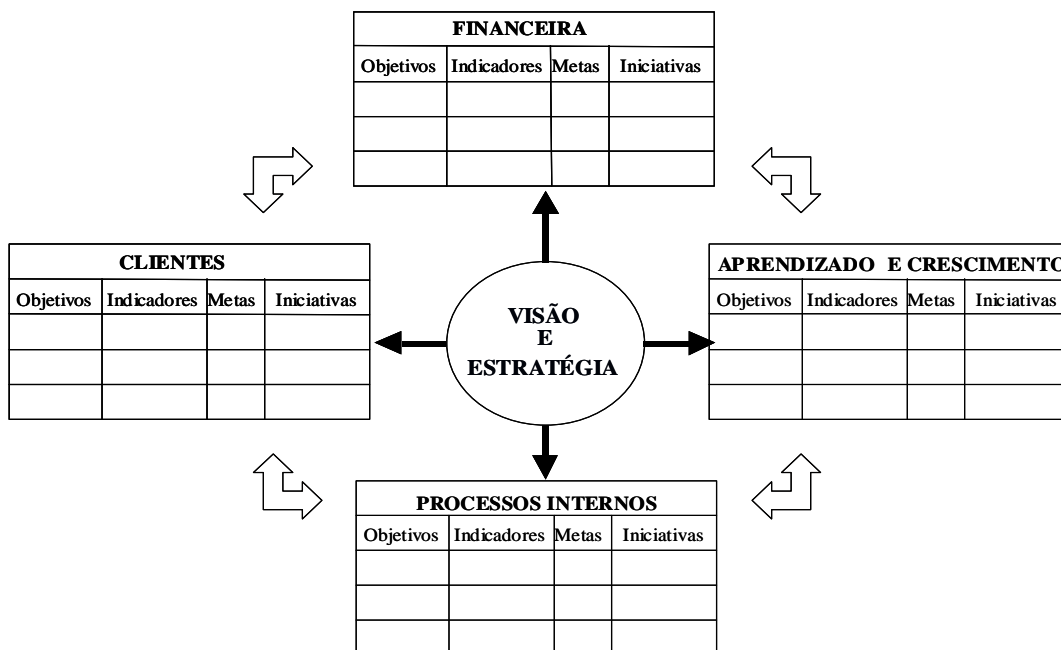 FINANCEIRA
Objetivos Indicadores Metas Iniciativas
CLIENTES
Objetivos Indicadores Metas Iniciativas
VISÃO
E
ESTRATÉGIA
APRENDIZADO E CRESCIMENTO
Objetivos Indicadores Metas Iniciativas
PROCESSOS INTERNOS
Objetivos Indicadores Metas Iniciativas